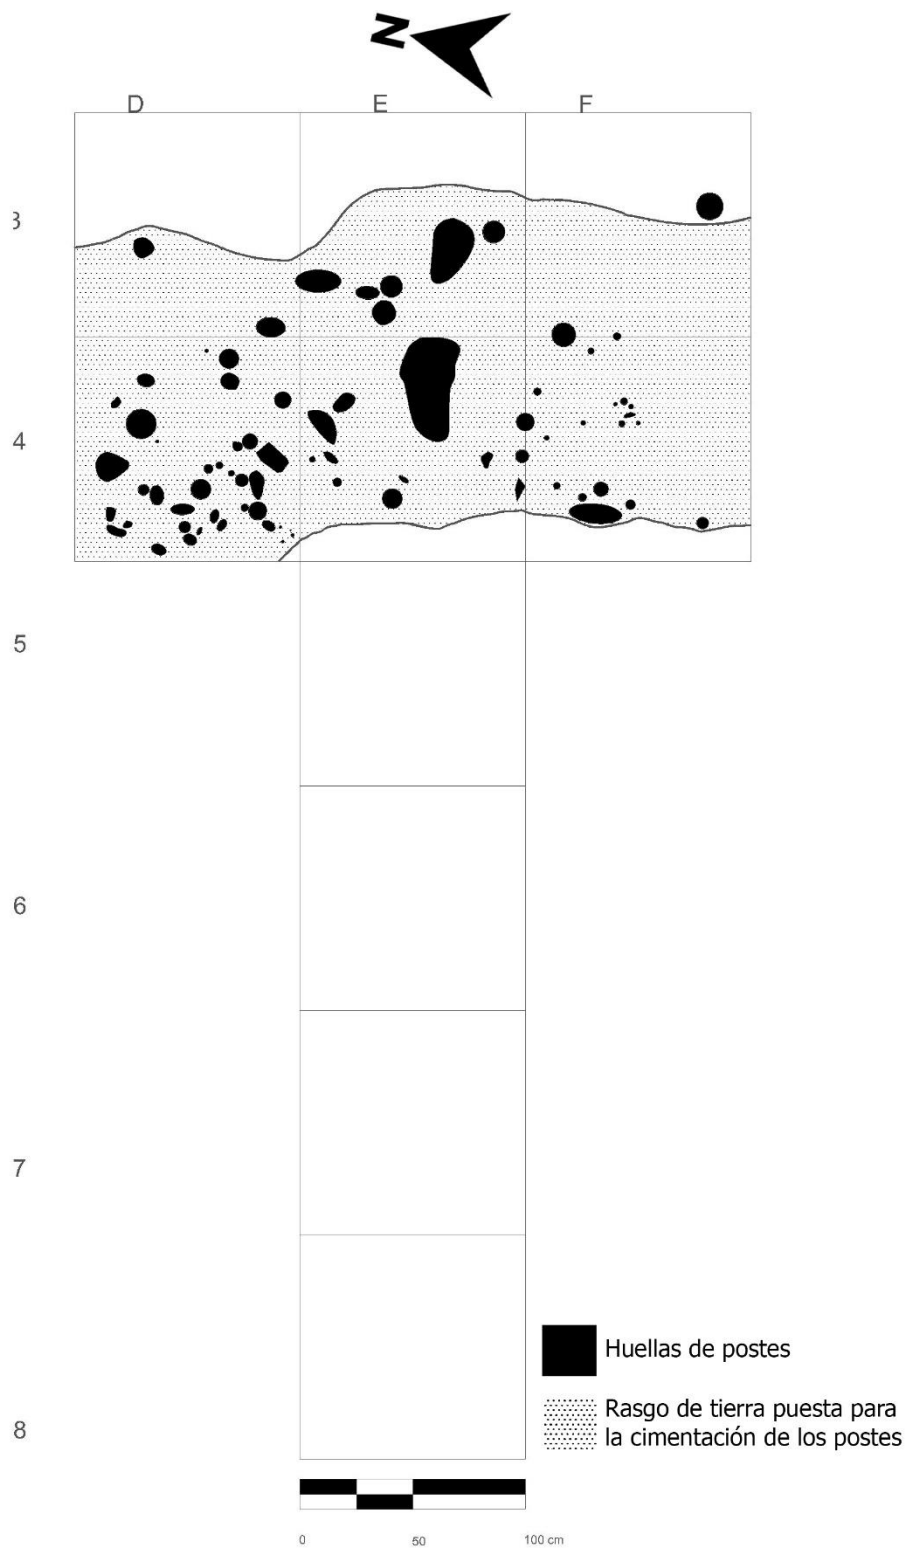 N
D E F
3
4
5
6
7
8
Huellas de postes
Rasgo de tierra puesta para
la cimentación de los postes
0 50 100 cm